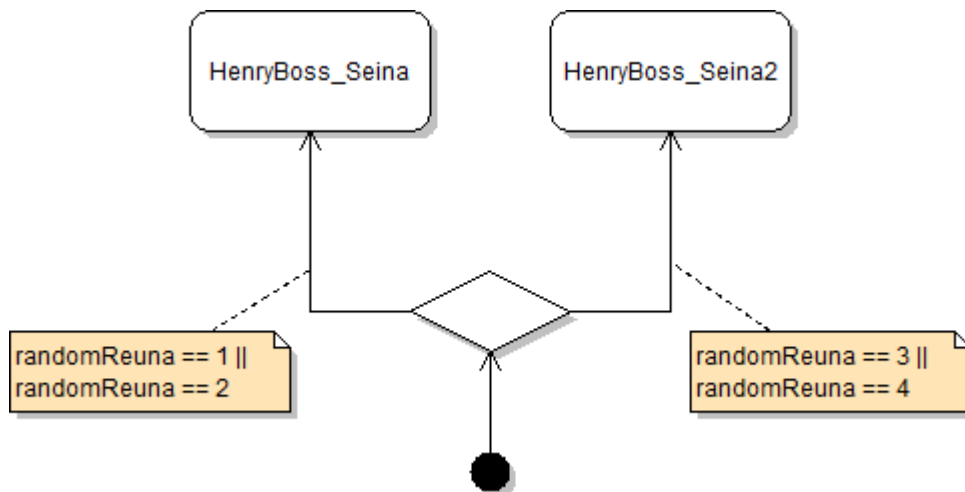 HenryBoss_Seina
HenryBoss_Seina2
randomReuna == 1 ||
randomReuna == 2
randomReuna == 3 ||
randomReuna == 4